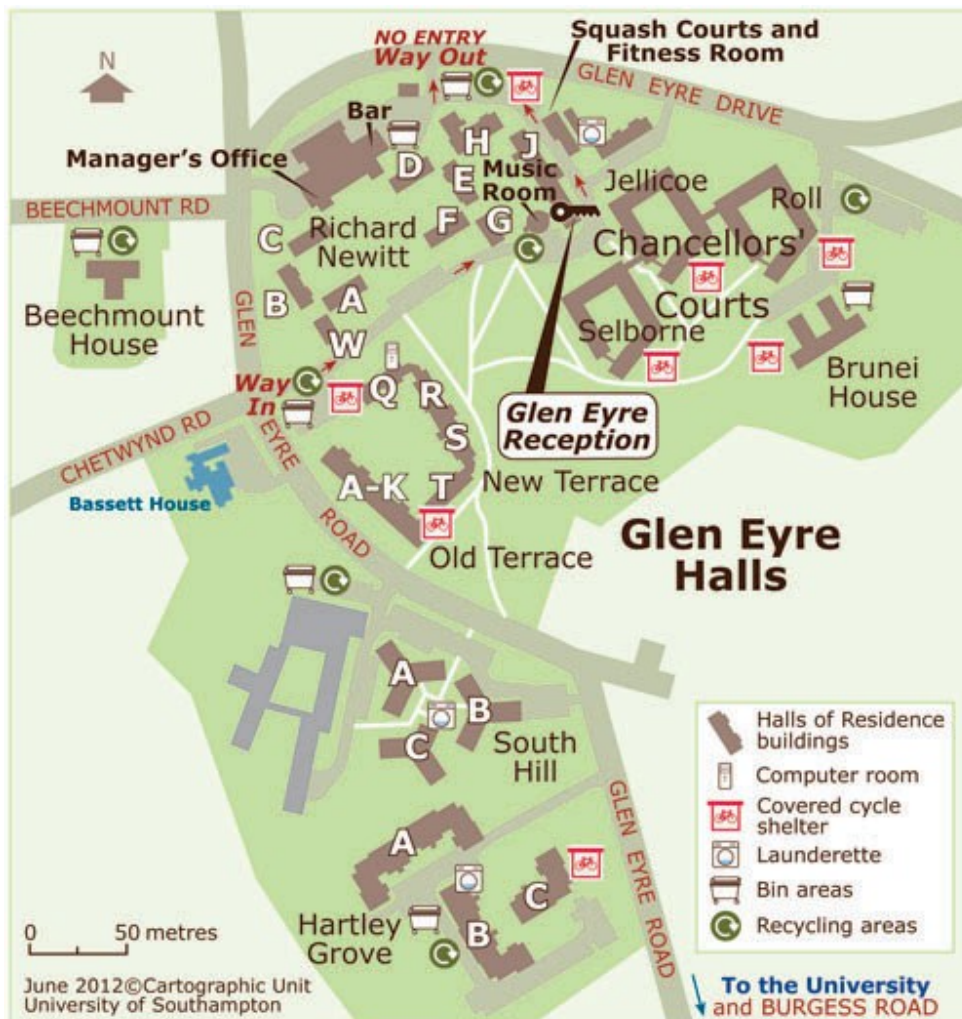 NO ENTRY
Way Out
Squash Courts and
Fitness Room
GLEN EYRE DRIVE
N
Bar
Manager's Office
H
J
D
E
Music
Room
Jellicoe
Roll
BEECHMOUNT RD
F
G
C
Richard
Newitt
Chancellors'
Courts
B
A
Beechmount
House
GLEN
EYRE
ROAD
W
Selborne
Brunei
House
Way
In
Q
R
Glen Eyre
Reception
CHETWYND RD
S
Bassett House
A-K
T
New Terrace
Old Terrace
Glen Eyre
Halls
A
B
C
South
Hill
GLEN EYRE ROAD
A
C
B
Hartley
Grove
Halls of Residence
buildings
Computer room
Covered cycle
shelter
Launderette
Bin areas
Recycling areas
0 50 metres
June 2012©Cartographic Unit
University of Southampton
To the University
and BURGESS ROAD